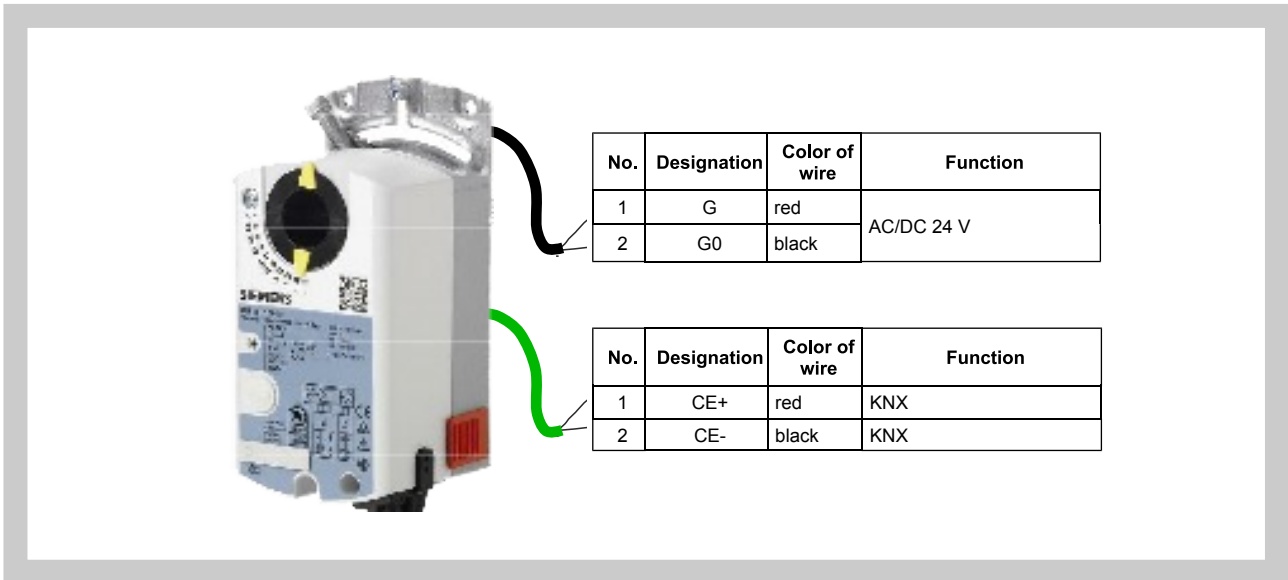 No. Designation Color of wire Function
1 G red AC/DC 24 V
2 G0 black
SIEMENS
No. Designation Color of wire Function
1 CE+ red KNX
2 CE- black KNX